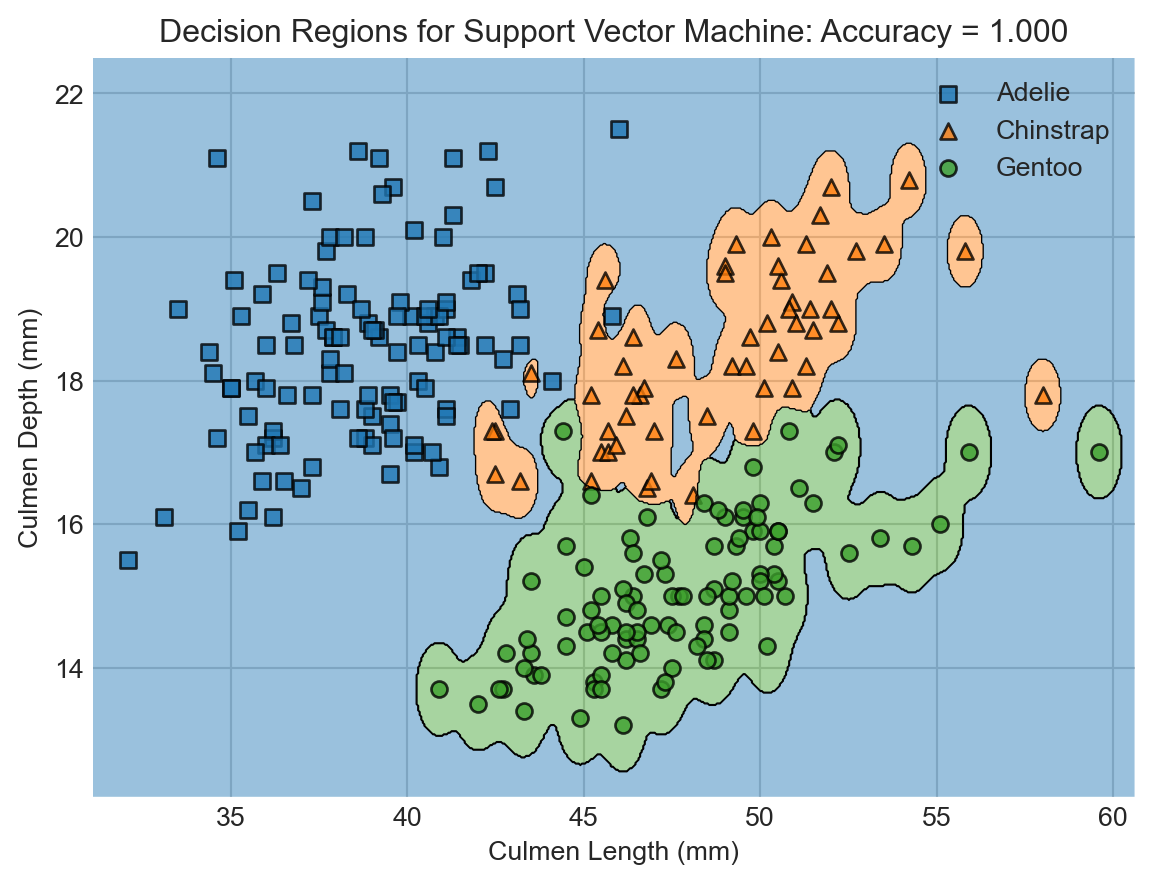 Decision Regions for Support Vector Machine: Accuracy = 1.000
Adelie
Chinstrap
Gentoo
22
20
18
16
14
Culmen Depth (mm)
35
40
45
50
55
60
Culmen Length (mm)